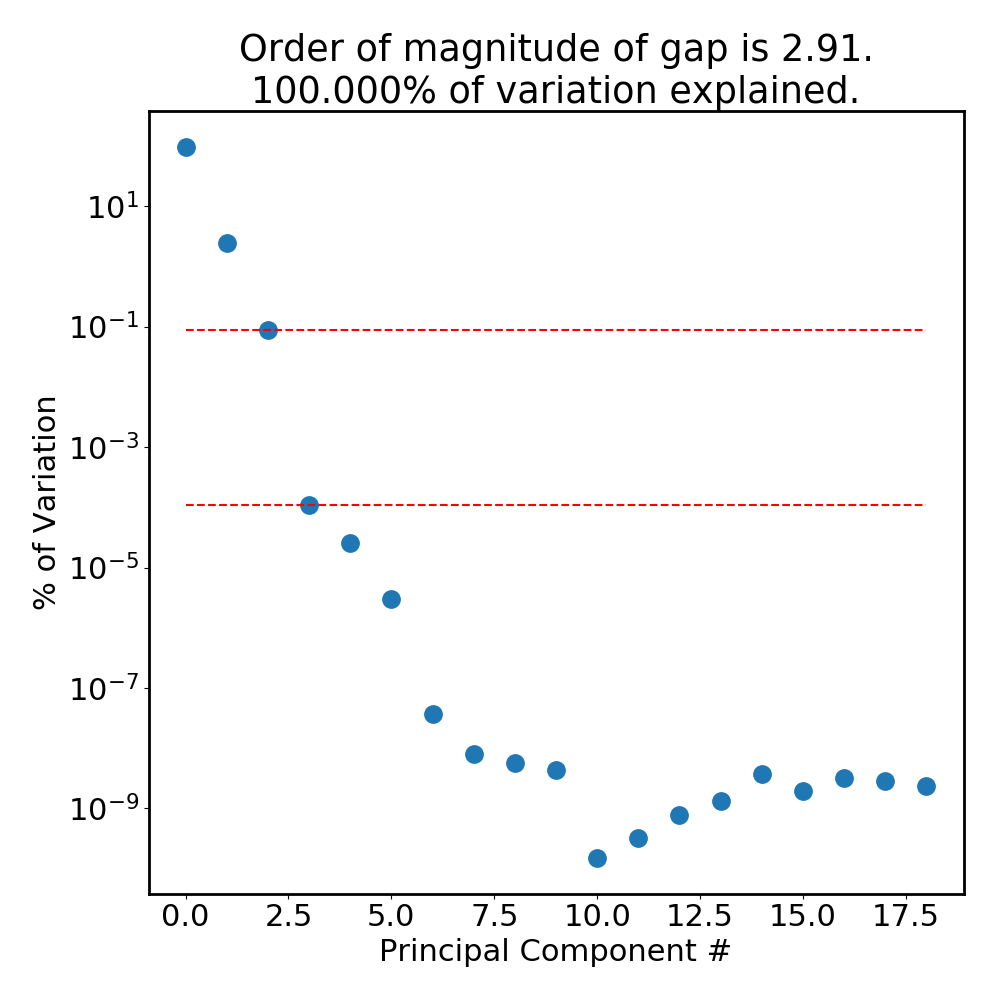 Order of magnitude of gap is 2.91.
100.000% of variation explained.
% of Variation
10¹
10⁻¹
10⁻³
10⁻⁵
10⁻⁷
10⁻⁹
0.0 2.5 5.0 7.5 10.0 12.5 15.0 17.5
Principal Component #